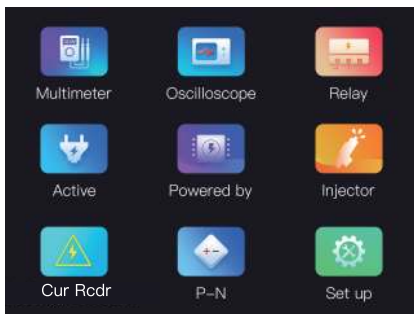 Multimeter Oscilloscope Relay
Active Powered by Injector
Cur Rcdr P-N Set up